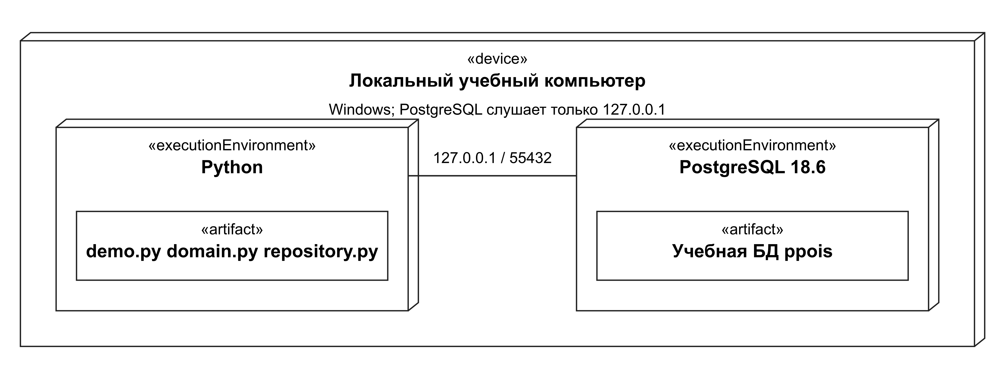 «device»
Локальный учебный компьютер
Windows; PostgreSQL слушает только 127.0.0.1
«executionEnvironment»
Python
127.0.0.1 / 55432
«executionEnvironment»
PostgreSQL 18.6
«artifact»
demo.py domain.py repository.py
«artifact»
Учебная БД ppois